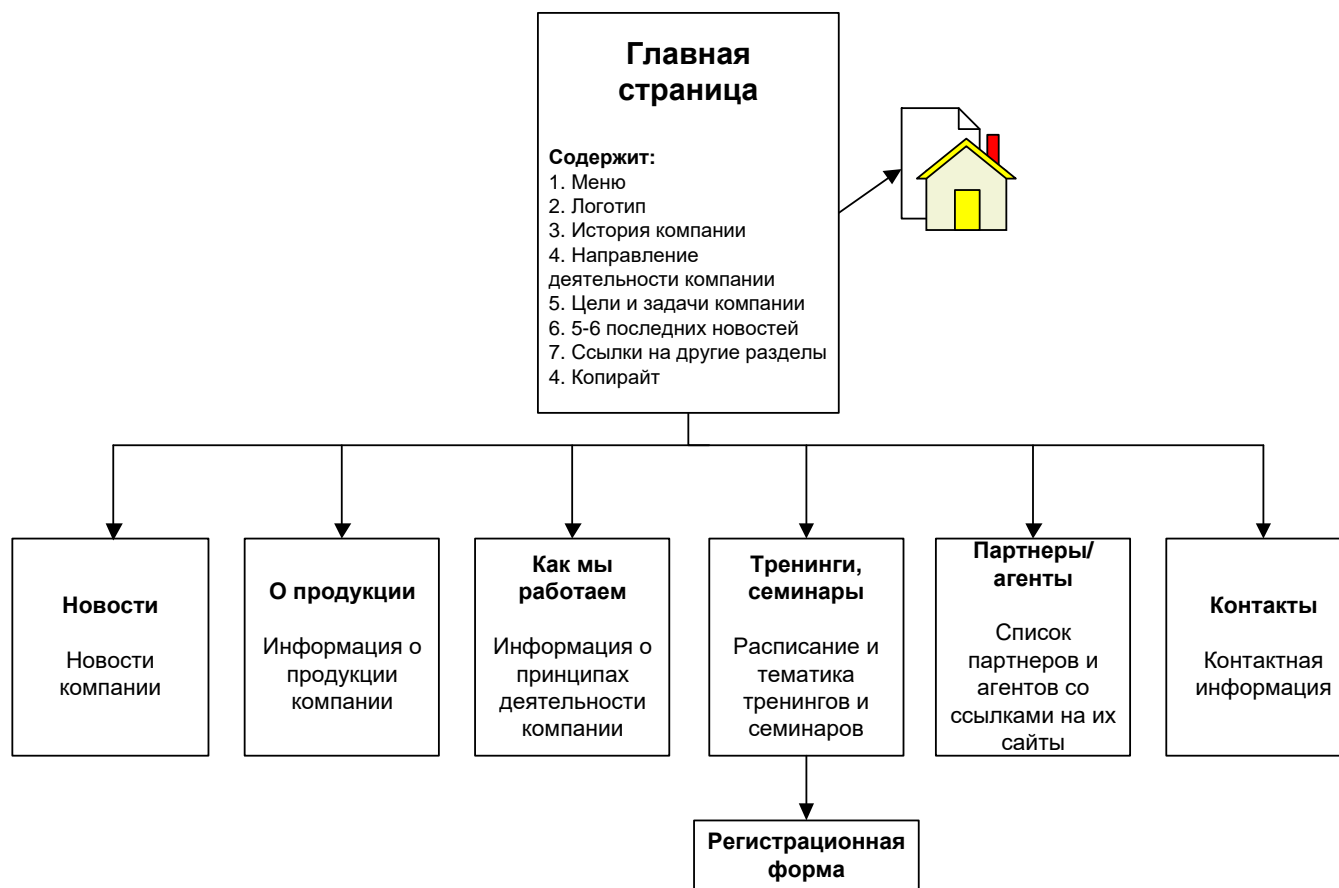 Главная
страница
Содержит:
1. Меню
2. Логотип
3. История компании
4. Направление
деятельности компании
5. Цели и задачи компании
6. 5-6 последних новостей
7. Ссылки на другие разделы
4. Копирайт
Новости
Новости
компании
О продукции
Информация о
продукции
компании
Как мы
работаем
Информация о
принципах
деятельности
компании
Тренинги,
семинары
Расписание и
тематика
тренингов и
семинаров
Партнеры/
агенты
Список
партнеров и
агентов со
ссылками на их
сайты
Контакты
Контактная
информация
Регистрационная
форма